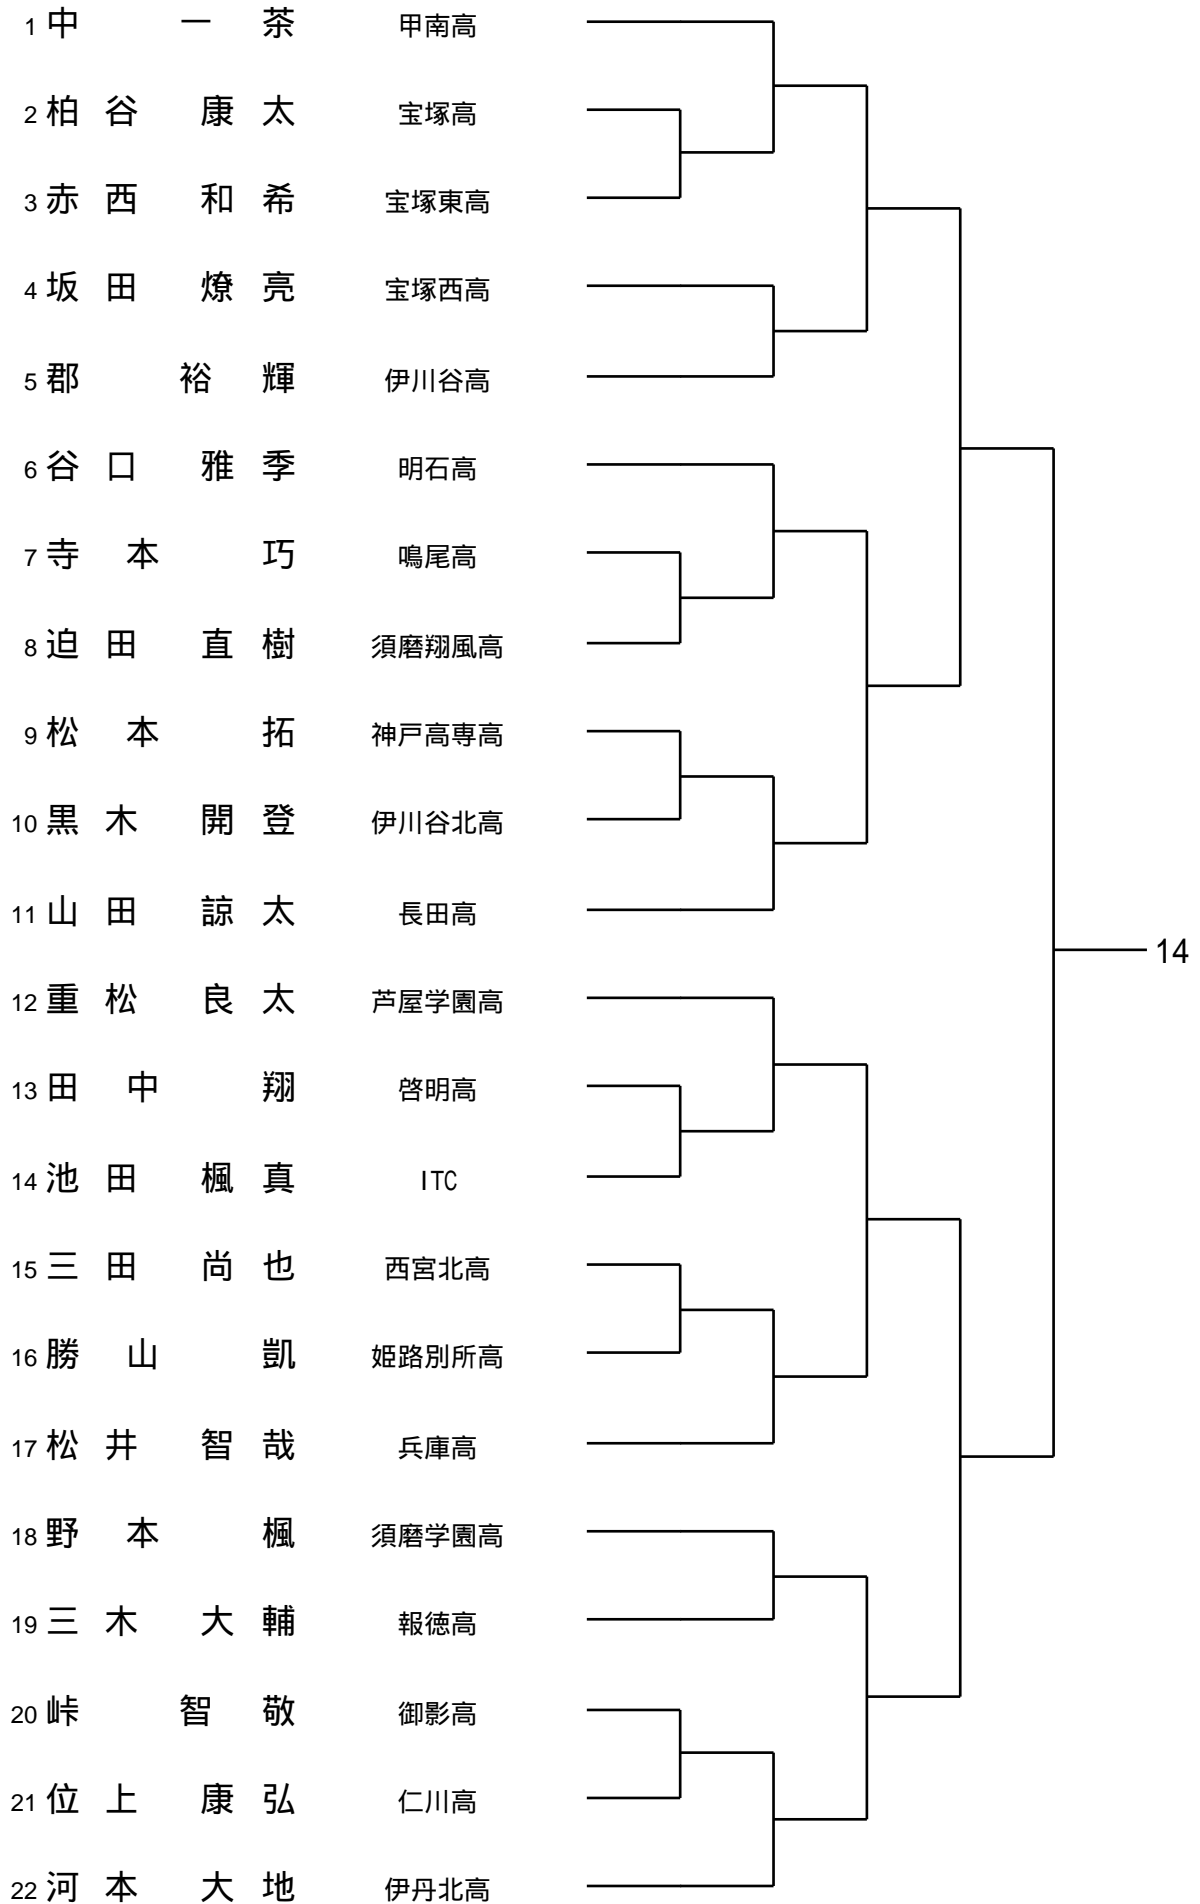 1 中 一 茶 甲南高
2 柏 谷 康 太 宝塚高
3 赤 西 和 希 宝塚東高
4 坂 田 燎 亮 宝塚西高
5 郡 裕 輝 伊川谷高
6 谷 口 雅 季 明石高
7 寺 本 巧 鳴尾高
8 迫 田 直 樹 須磨翔風高
9 松 本 拓 神戸高専高
10 黒 木 開 登 伊川谷北高
11 山 田 諒 太 長田高
14
12 重 松 良 太 芦屋学園高
13 田 中 翔 啓明高
14 池 田 楓 真 ITC
15 三 田 尚 也 西宮北高
16 勝 山 凱 姫路別所高
17 松 井 智 哉 兵庫高
18 野 本 楓 須磨学園高
19 三 木 大 輔 報徳高
20 峠 智 敬 御影高
21 位 上 康 弘 仁川高
22 河 本 大 地 伊丹北高